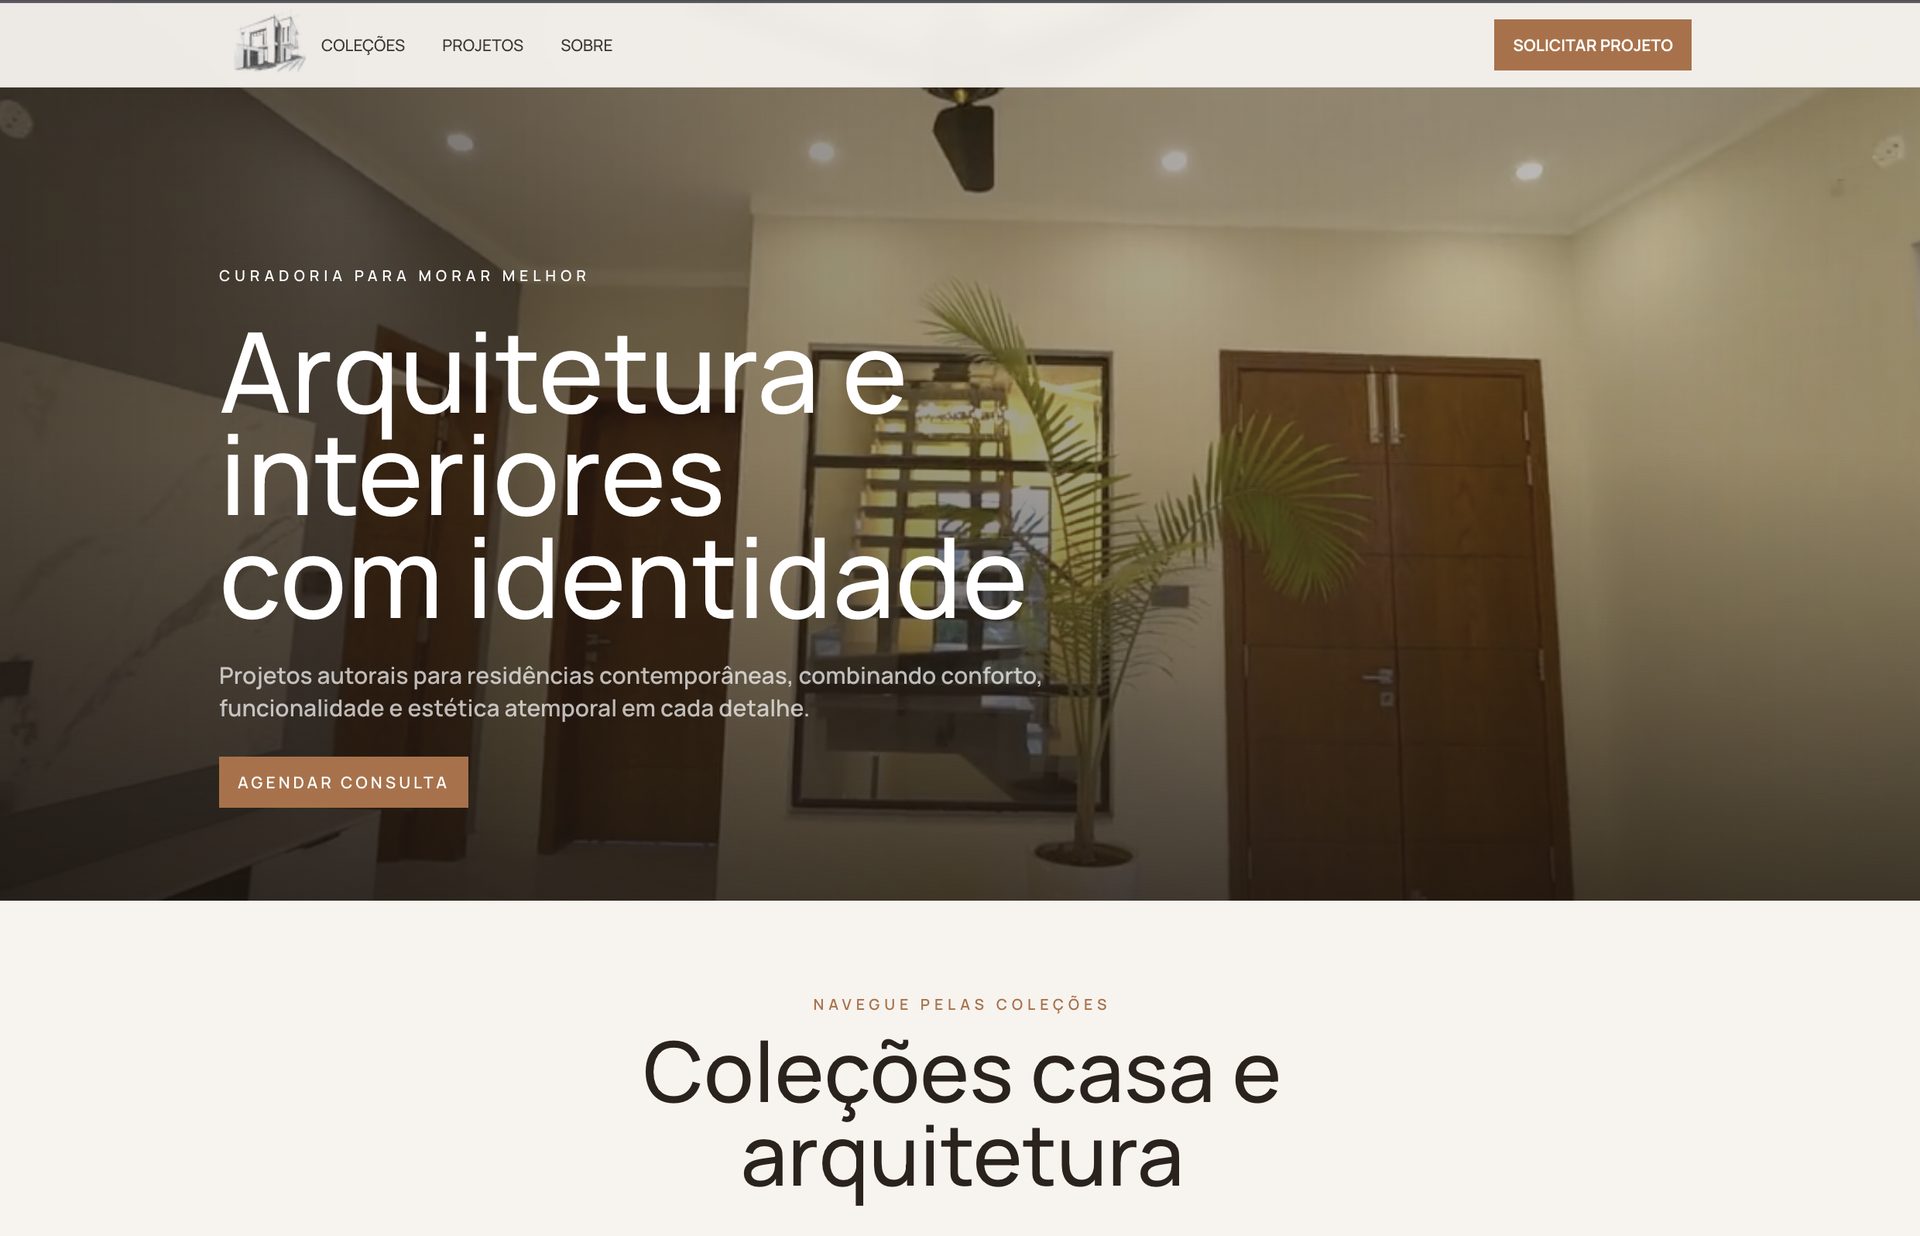 COLEÇÕES PROJETOS SOBRE SOLICITAR PROJETO
CURADORIA PARA MORAR MELHOR
Arquitetura e
interiores
com identidade
Projetos autorais para residências contemporâneas, combinando conforto,
funcionalidade e estética atemporal em cada detalhe.
AGENDAR CONSULTA
NAVEGUE PELAS COLEÇÕES
Coleções casa e
arquitetura